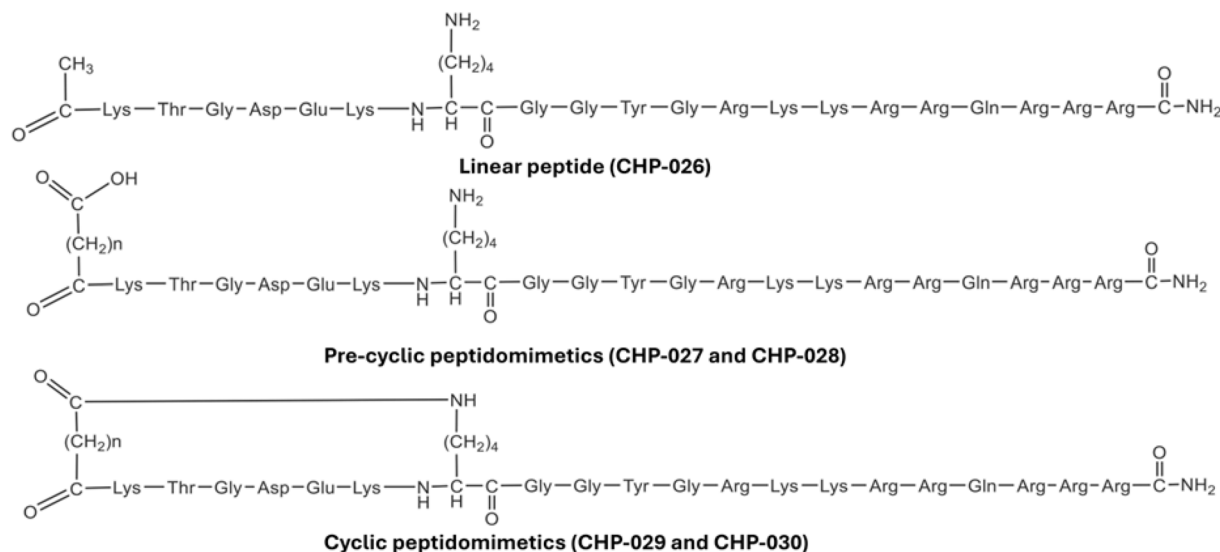 NH2
CH3
(CH2)4
O
C—Lys—Thr—Gly—Asp—Glu—Lys—N—C—C—Gly—Gly—Tyr—Gly—Arg—Lys—Lys—Arg—Arg—Gln—Arg—Arg—Arg—C—NH2
O H H O
Linear peptide (CHP-026)
O OH
C NH2
(CH2)n (CH2)4
O
C—Lys—Thr—Gly—Asp—Glu—Lys—N—C—C—Gly—Gly—Tyr—Gly—Arg—Lys—Lys—Arg—Arg—Gln—Arg—Arg—Arg—C—NH2
O H H O
Pre-cyclic peptidomimetics (CHP-027 and CHP-028)
O
C NH
(CH2)n (CH2)4
O
C—Lys—Thr—Gly—Asp—Glu—Lys—N—C—C—Gly—Gly—Tyr—Gly—Arg—Lys—Lys—Arg—Arg—Gln—Arg—Arg—Arg—C—NH2
O H H O
Cyclic peptidomimetics (CHP-029 and CHP-030)